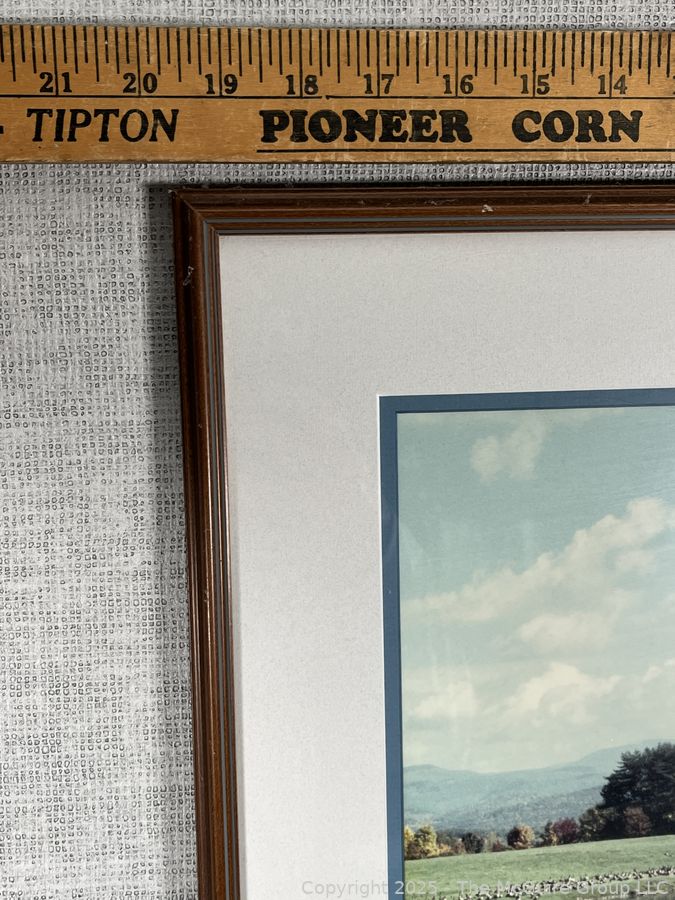 21 20 19 18 17 16 15 14
TIPTON PIONEER CORN
Copyright 2025 - The McGuire Group LLC